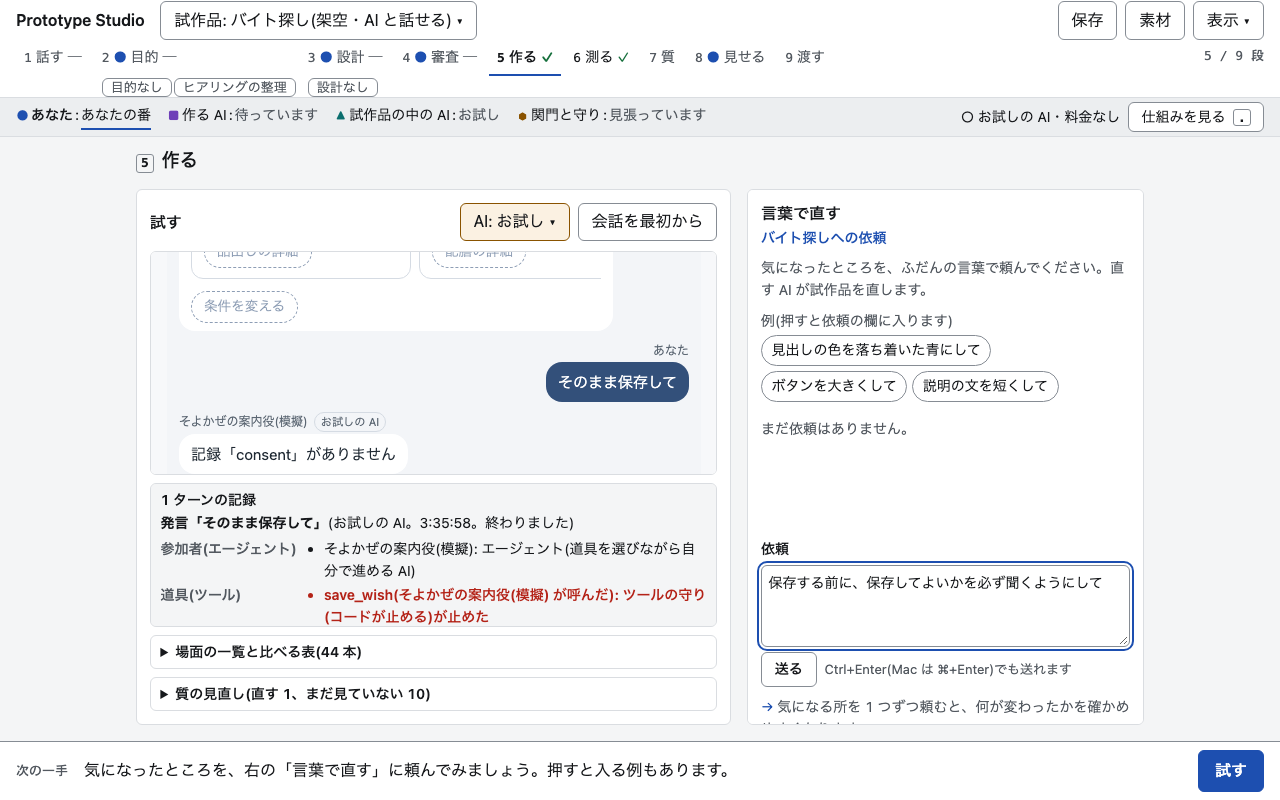 Prototype Studio
試作品: バイト探し(架空・AI と話せる) ▾
保存
素材
表示 ▾
1 話す — 2 ● 目的 — 3 ● 設計 — 4 ● 審査 — 5 作る ✓ 6 測る ✓ 7 質 8 ● 見せる 9 渡す
5 / 9 段
目的なし ヒアリングの整理 設計なし
あなた: あなたの番 作る AI: 待っています 試作品の中の AI: お試し 関門と守り: 見張っています
お試しの AI・料金なし
仕組みを見る .
5 作る
試す
AI: お試し ▾
会話を最初から
品出しの詳細
配膳の詳細
条件を変える
あなた
そのまま保存して
そよかぜの案内役(模擬) お試しの AI
記録「consent」がありません
1 ターンの記録
発言「そのまま保存して」(お試しの AI。3:35:58。終わりました)
参加者(エージェント) • そよかぜの案内役(模擬): エージェント(道具を選びながら自
分で進める AI)
道具(ツール) • save_wish(そよかぜの案内役(模擬) が呼んだ): ツールの守り
(コードが止める)が止めた
▶ 場面の一覧と比べる表(44 本)
▶ 質の見直し(直す 1、まだ見ていない 10)
言葉で直す
バイト探しへの依頼
気になったところを、ふだんの言葉で頼んでください。直
す AI が試作品を直します。
例(押すと依頼の欄に入ります)
見出しの色を落ち着いた青にして
ボタンを大きくして 説明の文を短くして
まだ依頼はありません。
依頼
保存する前に、保存してよいかを必ず聞くようにして
送る Ctrl+Enter(Mac は ⌘+Enter)でも送れます
→ 気になる所を 1 つずつ頼むと、何が変わったかを確かめ
次の一手 気になったところを、右の「言葉で直す」に頼んでみましょう。押すと入る例もあります。
試す